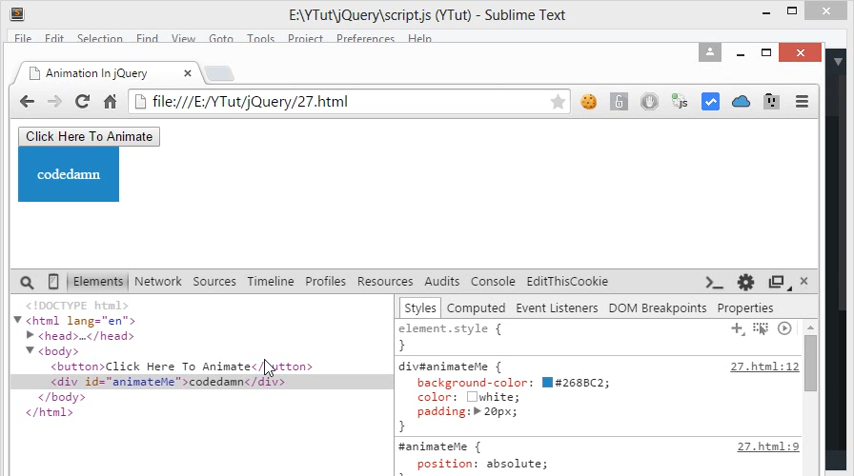 E:\YTut\jQuery\script.js (YTut) - Sublime Text
File Edit Selection Find View Goto Tools Project Preferences Help
Animation In jQuery
file:///E:/YTut/jQuery/27.html
Click Here To Animate
codedamn
Elements Network Sources Timeline Profiles Resources Audits Console EditThisCookie
<!DOCTYPE html>
<html lang="en">
<head>…</head>
<body>
<button>Click Here To Animate</button>
<div id="animateMe">codedamn</div>
</body>
</html>
Styles Computed Event Listeners DOM Breakpoints Properties
element.style {
}
div#animateMe { 27.html:12
background-color: #268BC2;
color: white;
padding: 20px;
}
#animateMe { 27.html:9
position: absolute;